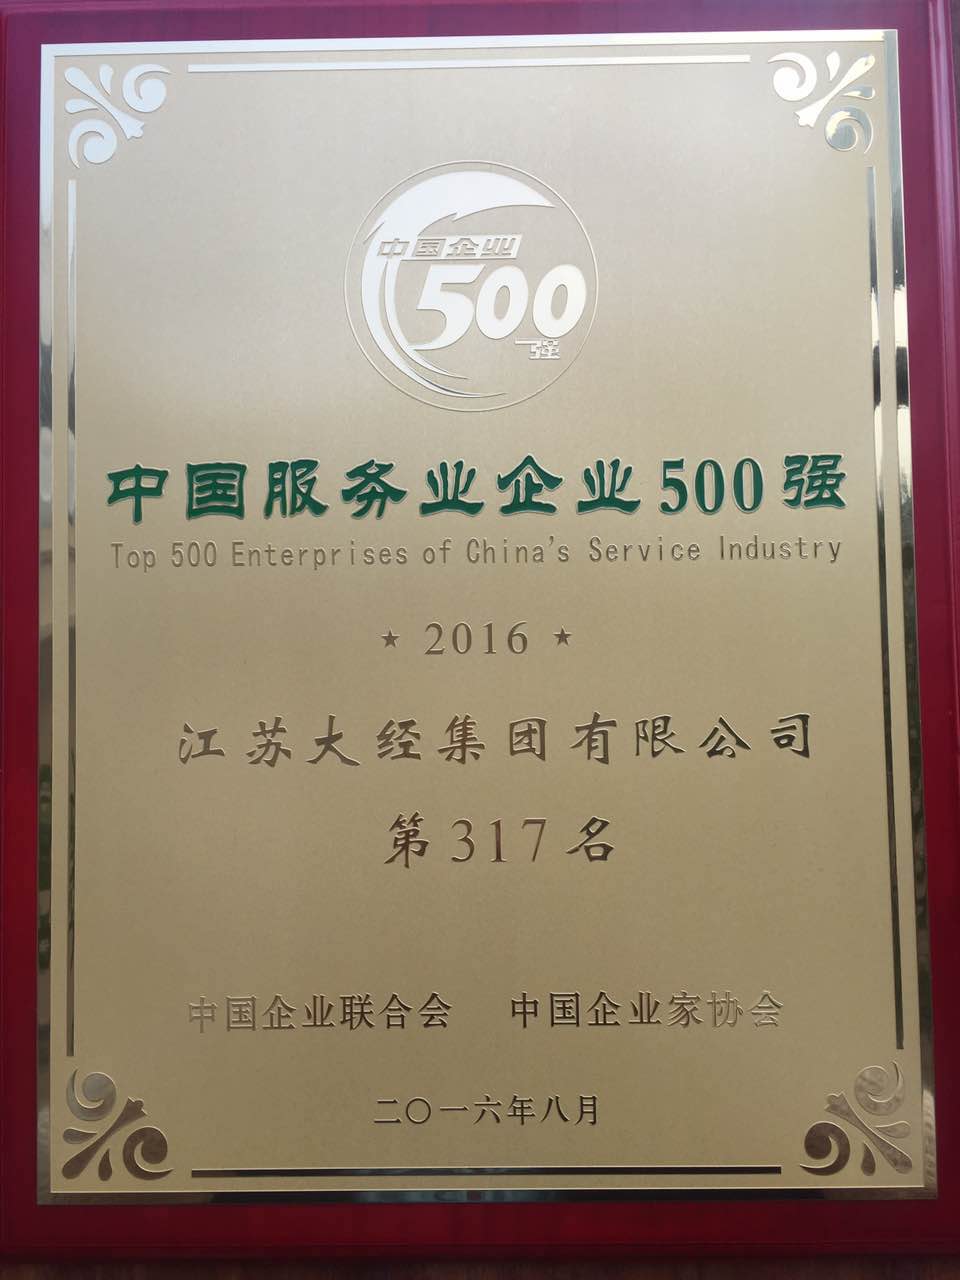 中国企业
500
强
中国服务业企业500强
Top 500 Enterprises of China's Service Industry
★ 2016 ★
江苏大经集团有限公司
第317名
中国企业联合会 中国企业家协会
二〇一六年八月